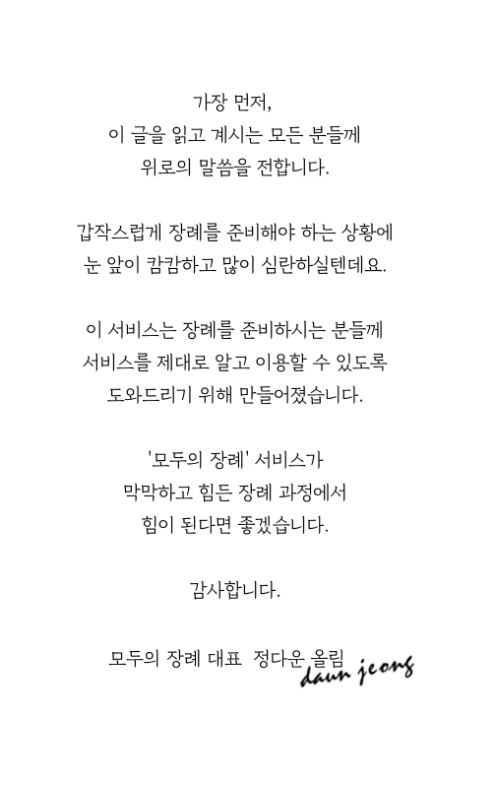 가장 먼저,
이 글을 읽고 계시는 모든 분들께
위로의 말씀을 전합니다.
갑작스럽게 장례를 준비해야 하는 상황에
눈 앞이 캄캄하고 많이 심란하실텐데요.
이 서비스는 장례를 준비하시는 분들께
서비스를 제대로 알고 이용할 수 있도록
도와드리기 위해 만들어졌습니다.
'모두의 장례' 서비스가
막막하고 힘든 장례 과정에서
힘이 된다면 좋겠습니다.
감사합니다.
모두의 장례 대표 정다운 올림
daun jeong